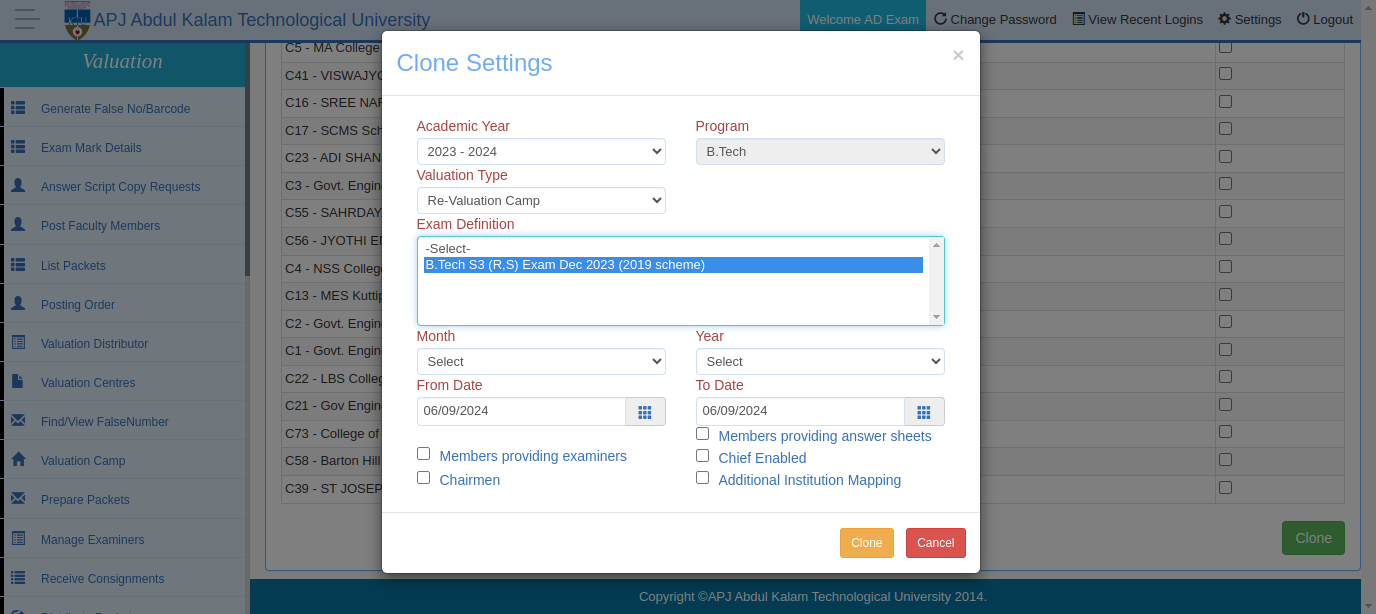 APJ Abdul Kalam Technological University
Welcome AD Exam Change Password View Recent Logins Settings Logout
Valuation
Generate False No/Barcode
Exam Mark Details
Answer Script Copy Requests
Post Faculty Members
List Packets
Posting Order
Valuation Distributor
Valuation Centres
Find/View FalseNumber
Valuation Camp
Prepare Packets
Manage Examiners
Receive Consignments
C5 - MA College
C41 - VISWAJYO
C16 - SREE NAR
C17 - SCMS Sch
C23 - ADI SHAN
C3 - Govt. Engin
C55 - SAHRDAY
C56 - JYOTHI EN
C4 - NSS College
C13 - MES Kuttip
C2 - Govt. Engin
C1 - Govt. Engin
C22 - LBS Colleg
C21 - Gov Engin
C73 - College of
C58 - Barton Hill
C39 - ST JOSEP
Clone Settings ×
Academic Year Program
2023 - 2024 B.Tech
Valuation Type
Re-Valuation Camp
Exam Definition
-Select-
B.Tech S3 (R,S) Exam Dec 2023 (2019 scheme)
Month Year
Select Select
From Date To Date
06/09/2024 06/09/2024
Members providing answer sheets
Members providing examiners Chief Enabled
Chairmen Additional Institution Mapping
Clone Cancel
Clone
Copyright ©APJ Abdul Kalam Technological University 2014.